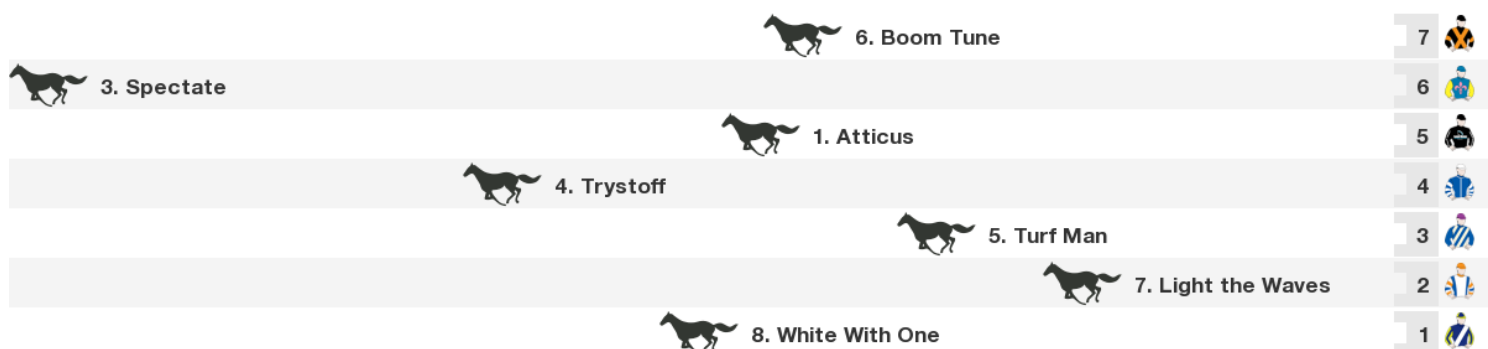 6. Boom Tune 7
3. Spectate 6
1. Atticus 5
4. Trystoff 4
5. Turf Man 3
7. Light the Waves 2
8. White With One 1